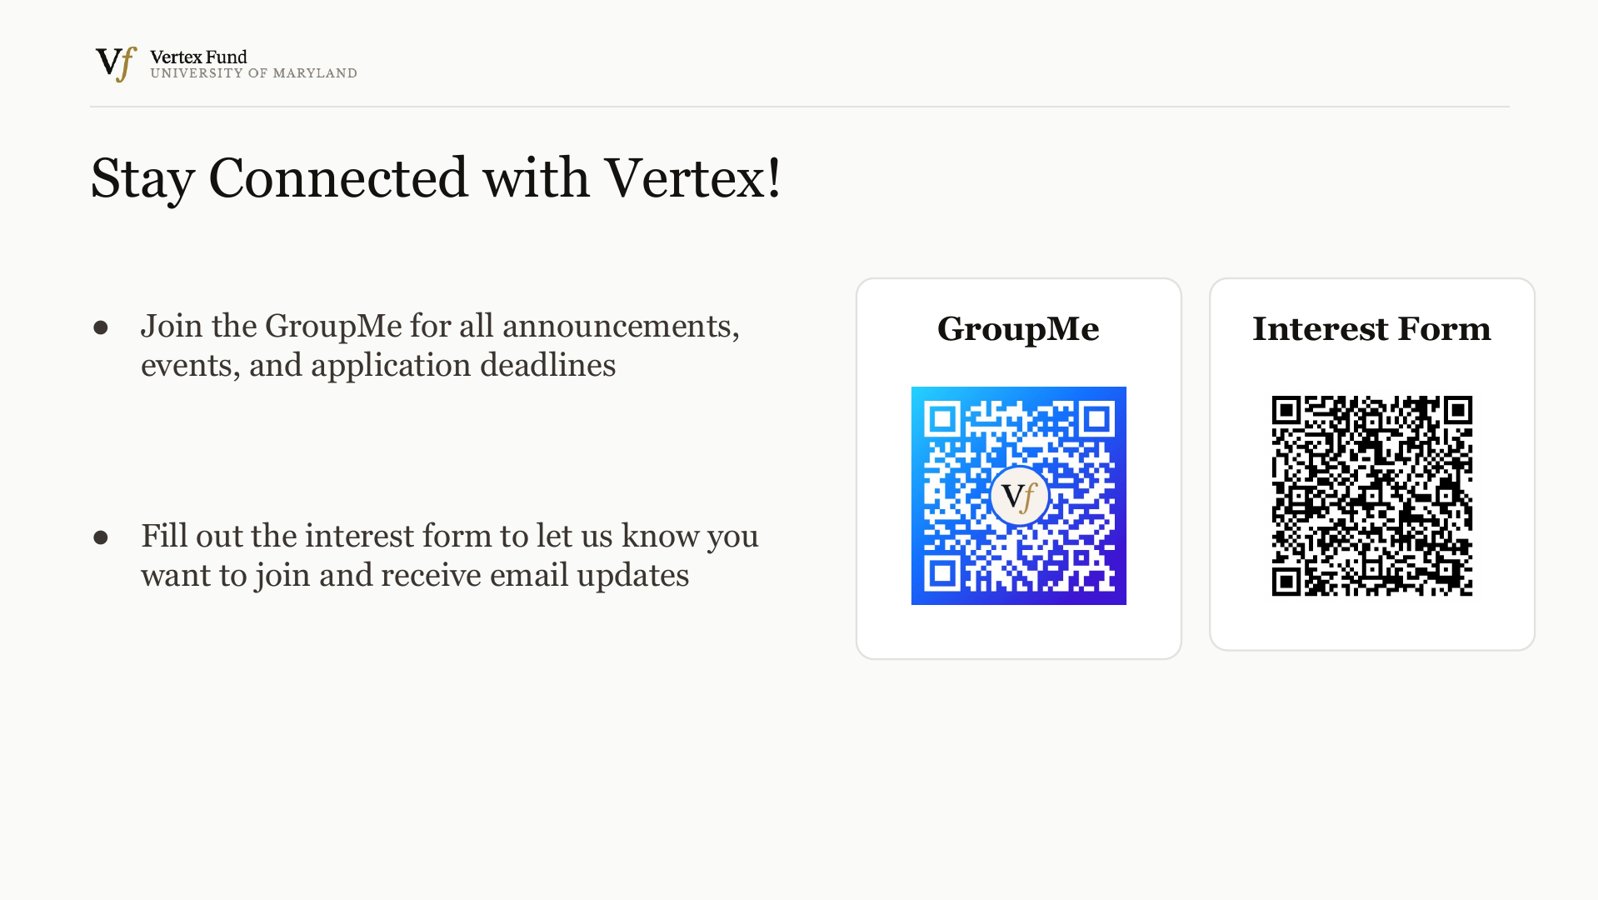 Vf Vertex Fund
UNIVERSITY OF MARYLAND
Stay Connected with Vertex!
● Join the GroupMe for all announcements,
events, and application deadlines
● Fill out the interest form to let us know you
want to join and receive email updates
GroupMe
Vf
Interest Form